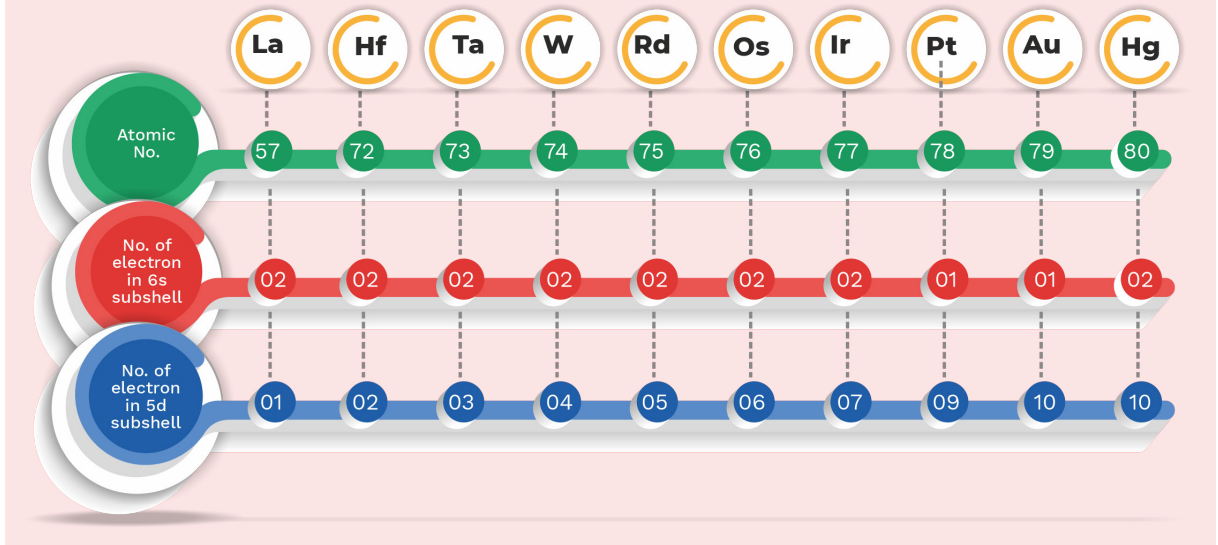 La Hf Ta W Rd Os Ir Pt Au Hg
Atomic
No.
57 72 73 74 75 76 77 78 79 80
No. of
electron
in 6s
subshell
02 02 02 02 02 02 02 01 01 02
No. of
electron
in 5d
subshell
01 02 03 04 05 06 07 09 10 10